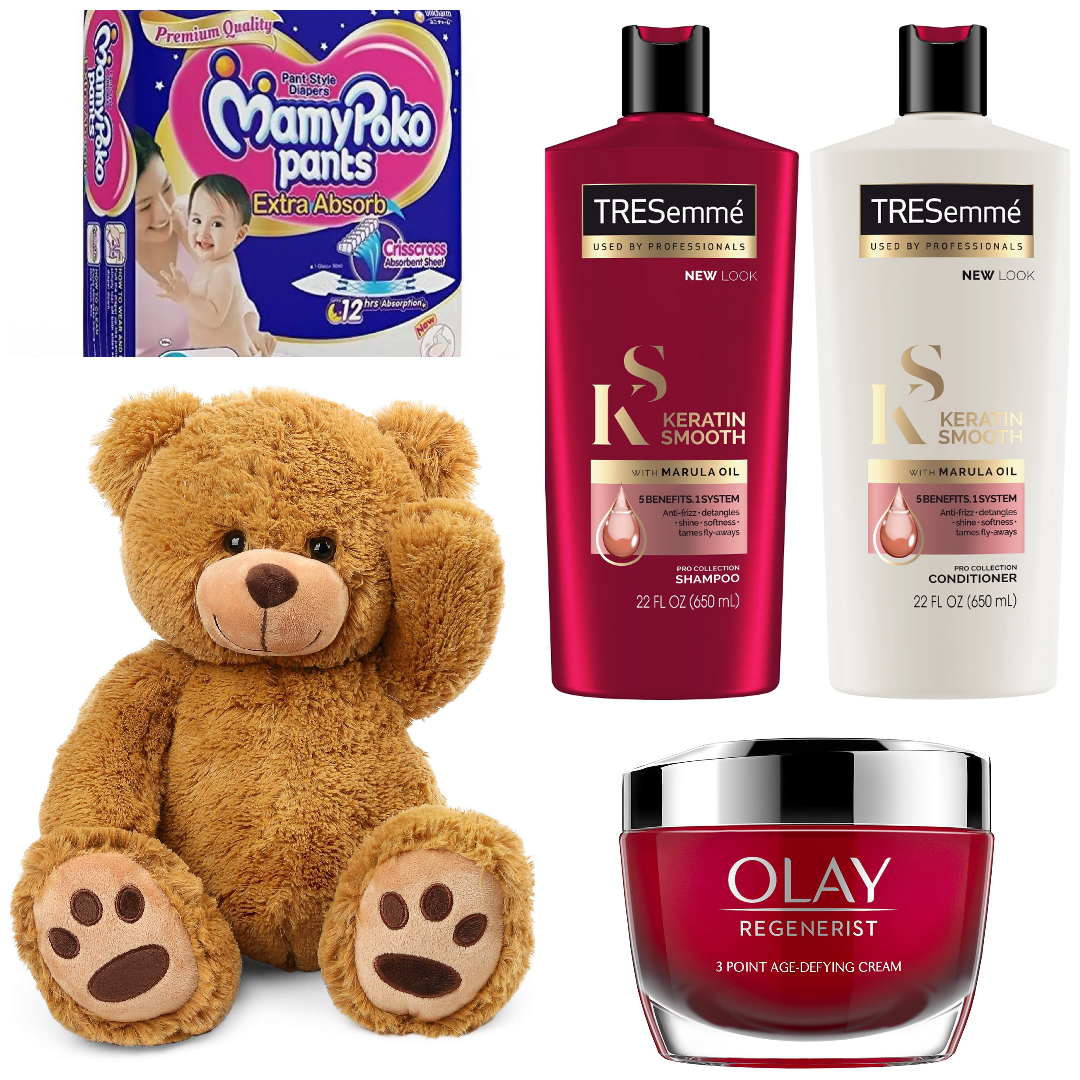 Premium Quality
unicharm
Pant Style
Diapers
MamyPoko
pants
Extra Absorb
Crisscross
Absorbent Sheet
12 hrs Absorption
New
MamyPoko
pants
TRESemmé
USED BY PROFESSIONALS
NEW LOOK
KS
KERATIN
SMOOTH
WITH MARULA OIL
5 BENEFITS. 1 SYSTEM
Anti-frizz • detangles
• shine • softness •
tames fly-aways
PRO COLLECTION
SHAMPOO
22 FL OZ (650 mL)
TRESemmé
USED BY PROFESSIONALS
NEW LOOK
KS
KERATIN
SMOOTH
WITH MARULA OIL
5 BENEFITS. 1 SYSTEM
Anti-frizz • detangles
• shine • softness •
tames fly-aways
PRO COLLECTION
CONDITIONER
22 FL OZ (650 mL)
OLAY
REGENERIST
3 POINT AGE-DEFYING CREAM